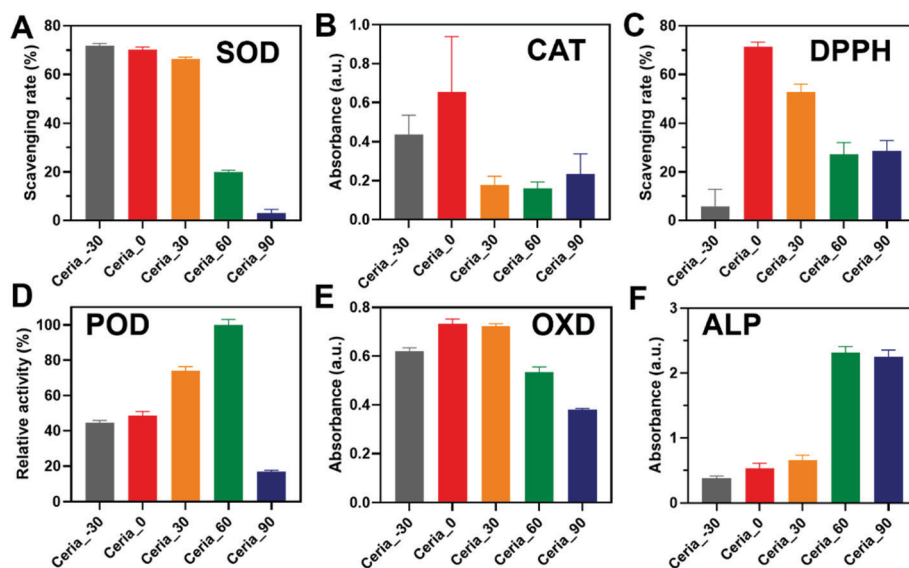 A
SOD
Scavenging rate (%)
80
60
40
20
0
Ceria_-30
Ceria_0
Ceria_30
Ceria_60
Ceria_90
B
CAT
Absorbance (a.u.)
1.0
0.8
0.6
0.4
0.2
0.0
Ceria_-30
Ceria_0
Ceria_30
Ceria_60
Ceria_90
C
DPPH
Scavenging rate (%)
80
60
40
20
0
Ceria_-30
Ceria_0
Ceria_30
Ceria_60
Ceria_90
D
POD
Relative activity (%)
100
80
60
40
20
0
Ceria_-30
Ceria_0
Ceria_30
Ceria_60
Ceria_90
E
OXD
Absorbance (a.u.)
0.8
0.6
0.4
0.2
0.0
Ceria_-30
Ceria_0
Ceria_30
Ceria_60
Ceria_90
F
ALP
Absorbance (a.u.)
3
2
1
0
Ceria_-30
Ceria_0
Ceria_30
Ceria_60
Ceria_90